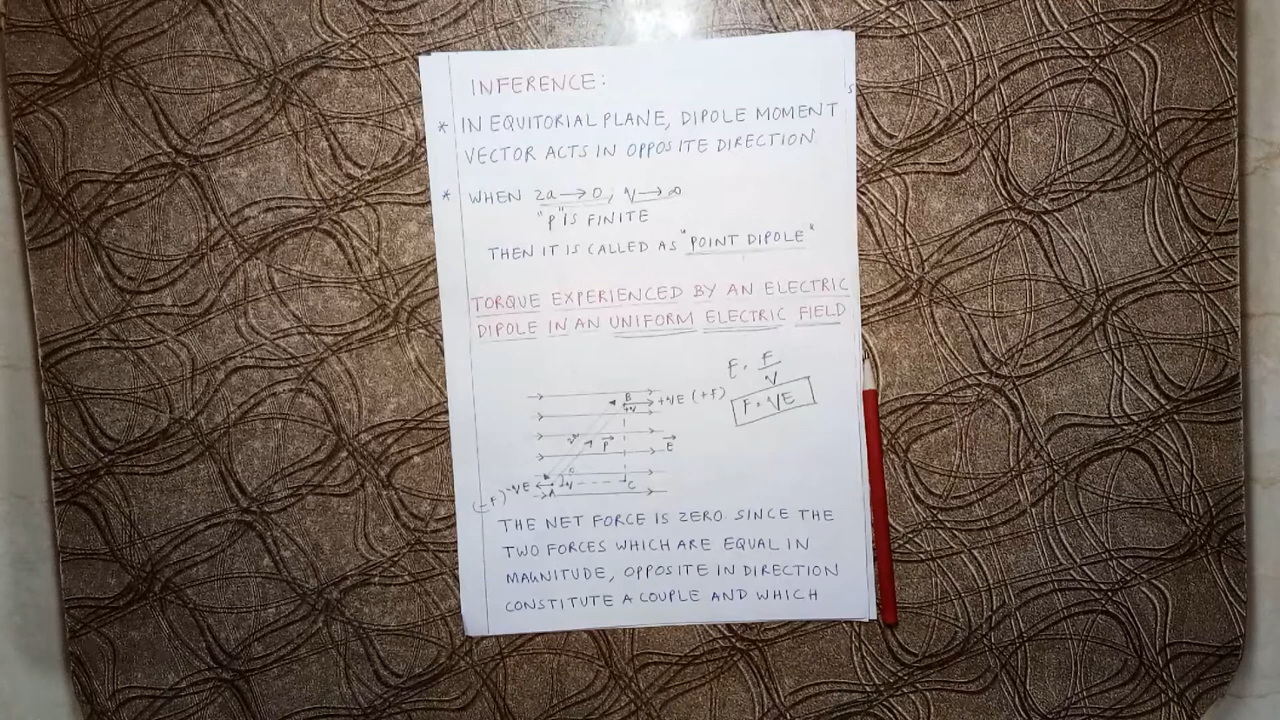 INFERENCE:
* IN EQUITORIAL PLANE, DIPOLE MOMENT
VECTOR ACTS IN OPPOSITE DIRECTION
* WHEN 2a → 0, q → ∞
"P" IS FINITE
THEN IT IS CALLED AS "POINT DIPOLE"
TORQUE EXPERIENCED BY AN ELECTRIC
DIPOLE IN AN UNIFORM ELECTRIC FIELD
E = F/q
F = qE
B +qE (+F)
+q
2a P⃗ E⃗
(-F) -qE A -q C
THE NET FORCE IS ZERO SINCE THE
TWO FORCES WHICH ARE EQUAL IN
MAGNITUDE, OPPOSITE IN DIRECTION
CONSTITUTE A COUPLE AND WHICH